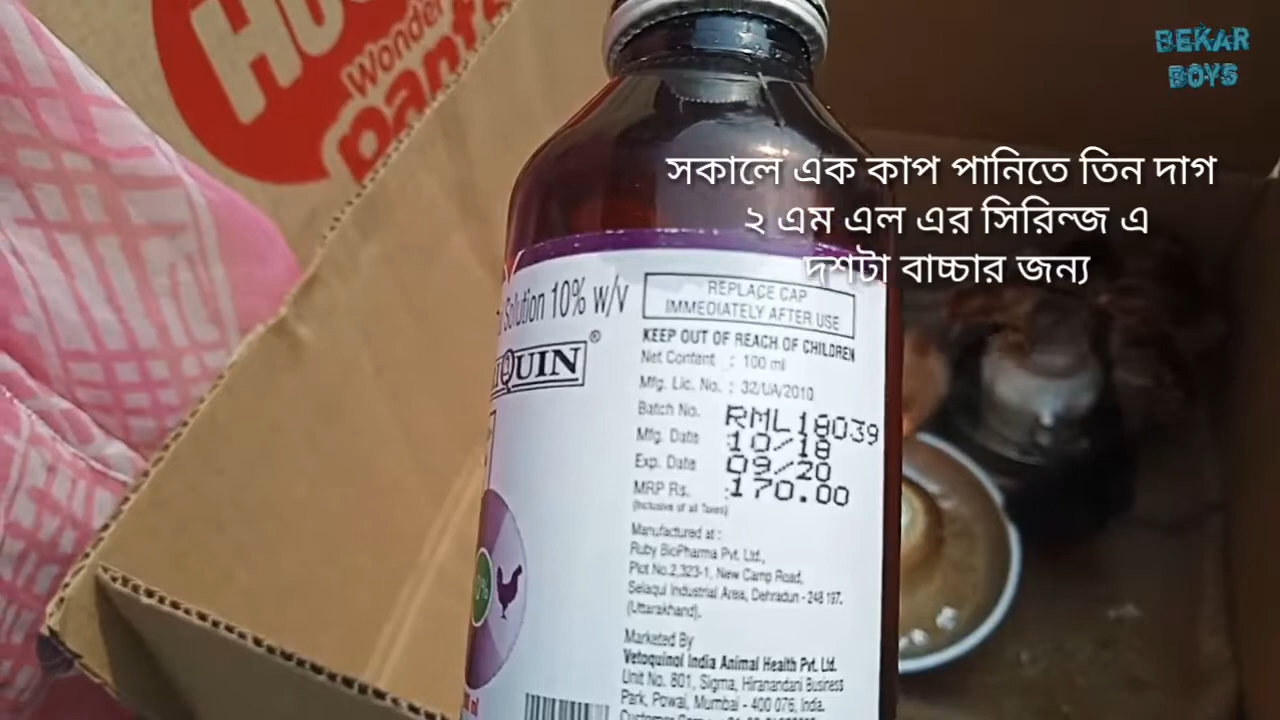 BEKAR
BOYS
Wonder
Pants
সকালে এক কাপ পানিতে তিন দাগ
২ এম এল এর সিরিন্জ এ
দশটা বাচ্চার জন্য
Solution 10% w/v
QUIN®
REPLACE CAP
IMMEDIATELY AFTER USE
KEEP OUT OF REACH OF CHILDREN
Net Content : 100 ml
Mfg. Lic. No. : 32/UA/2010
Batch No. RML18039
Mfg. Date 10/18
Exp. Date 09/20
MRP Rs. :170.00
(Inclusive of all Taxes)
Manufactured at :
Ruby BioPharma Pvt. Ltd.,
Plot No.2,323-1, New Camp Road,
Selaqui Industrial Area, Dehradun - 248 197.
(Uttarakhand).
Marketed By
Vetoquinol India Animal Health Pvt. Ltd.
Unit No. 801, Sigma, Hiranandani Business
Park, Powai, Mumbai - 400 076, India.
0%
ml